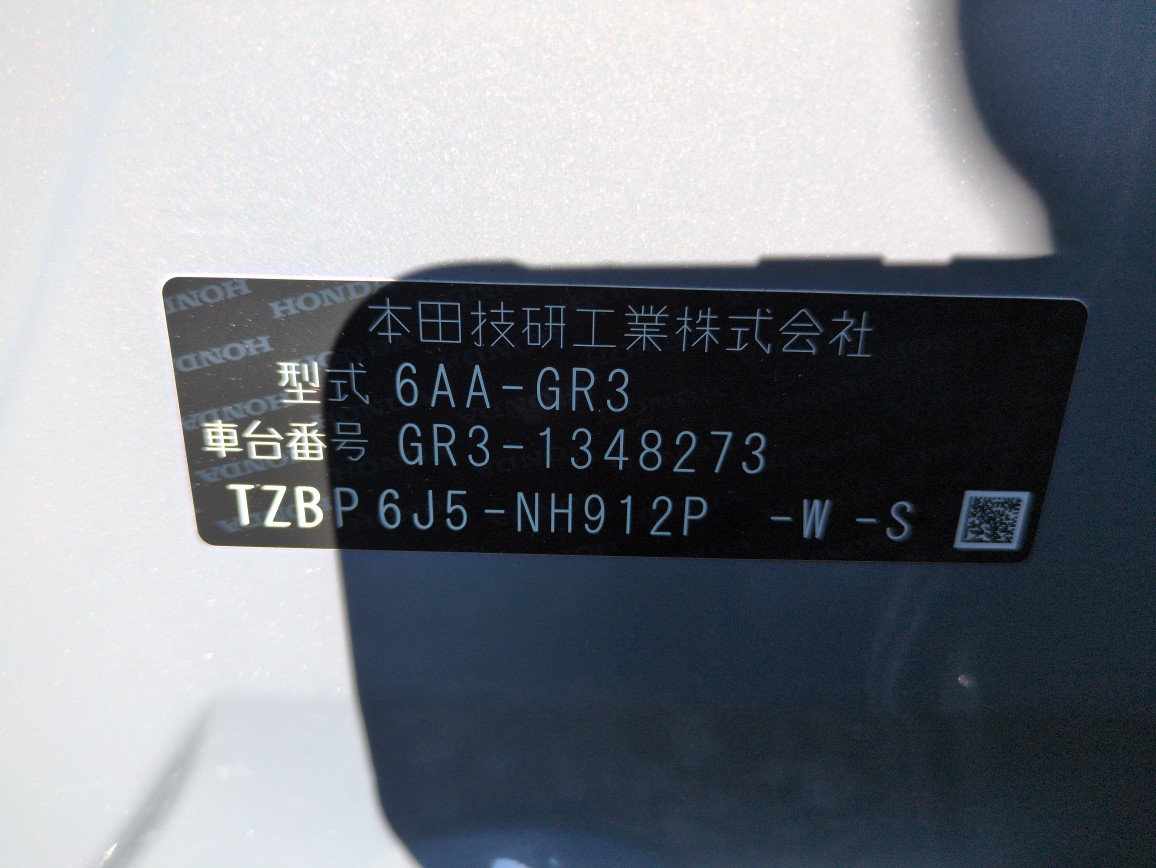 本田技研工業株式会社
型式 6AA-GR3
車台番号 GR3-1348273
TZBP6J5-NH912P -W -S